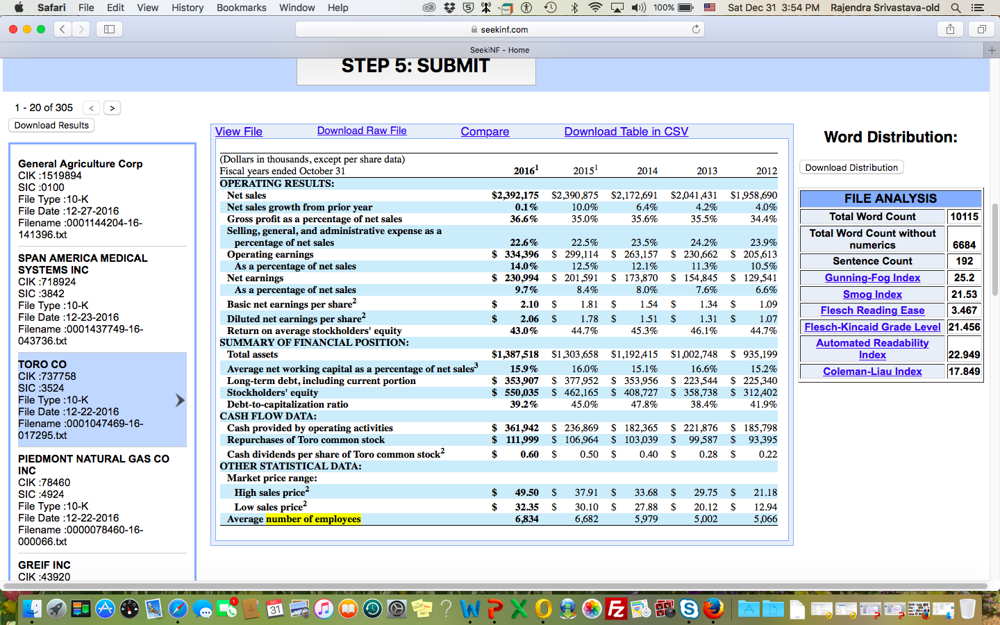 Safari File Edit View History Bookmarks Window Help 100% Sat Dec 31 3:54 PM Rajendra Srivastava-old
seekinf.com
SeekiNF - Home
STEP 5: SUBMIT
1 - 20 of 305 < >
Download Results
General Agriculture Corp
CIK :1519894
SIC :0100
File Type :10-K
File Date :12-27-2016
Filename :0001144204-16-
141396.txt
SPAN AMERICA MEDICAL
SYSTEMS INC
CIK :718924
SIC :3842
File Type :10-K
File Date :12-23-2016
Filename :0001437749-16-
043736.txt
TORO CO
CIK :737758
SIC :3524
File Type :10-K
File Date :12-22-2016
Filename :0001047469-16-
017295.txt
PIEDMONT NATURAL GAS CO
INC
CIK :78460
SIC :4924
File Type :10-K
File Date :12-22-2016
Filename :0000078460-16-
000066.txt
GREIF INC
CIK :43920
View File Download Raw File Compare Download Table in CSV
(Dollars in thousands, except per share data)
Fiscal years ended October 31 2016¹ 2015¹ 2014 2013 2012
OPERATING RESULTS:
Net sales $2,392,175 $2,390,875 $2,172,691 $2,041,431 $1,958,690
Net sales growth from prior year 0.1% 10.0% 6.4% 4.2% 4.0%
Gross profit as a percentage of net sales 36.6% 35.0% 35.6% 35.5% 34.4%
Selling, general, and administrative expense as a
percentage of net sales 22.6% 22.5% 23.5% 24.2% 23.9%
Operating earnings $ 334,396 $ 299,114 $ 263,157 $ 230,662 $ 205,613
As a percentage of net sales 14.0% 12.5% 12.1% 11.3% 10.5%
Net earnings $ 230,994 $ 201,591 $ 173,870 $ 154,845 $ 129,541
As a percentage of net sales 9.7% 8.4% 8.0% 7.6% 6.6%
Basic net earnings per share² $ 2.10 $ 1.81 $ 1.54 $ 1.34 $ 1.09
Diluted net earnings per share² $ 2.06 $ 1.78 $ 1.51 $ 1.31 $ 1.07
Return on average stockholders' equity 43.0% 44.7% 45.3% 46.1% 44.7%
SUMMARY OF FINANCIAL POSITION:
Total assets $1,387,518 $1,303,658 $1,192,415 $1,002,748 $ 935,199
Average net working capital as a percentage of net sales³ 15.9% 16.0% 15.1% 16.6% 15.2%
Long-term debt, including current portion $ 353,907 $ 377,952 $ 353,956 $ 223,544 $ 225,340
Stockholders' equity $ 550,035 $ 462,165 $ 408,727 $ 358,738 $ 312,402
Debt-to-capitalization ratio 39.2% 45.0% 47.8% 38.4% 41.9%
CASH FLOW DATA:
Cash provided by operating activities $ 361,942 $ 236,869 $ 182,365 $ 221,876 $ 185,798
Repurchases of Toro common stock $ 111,999 $ 106,964 $ 103,039 $ 99,587 $ 93,395
Cash dividends per share of Toro common stock² $ 0.60 $ 0.50 $ 0.40 $ 0.28 $ 0.22
OTHER STATISTICAL DATA:
Market price range:
High sales price² $ 49.50 $ 37.91 $ 33.68 $ 29.75 $ 21.18
Low sales price² $ 32.35 $ 30.10 $ 27.88 $ 20.12 $ 12.94
Average number of employees 6,834 6,682 5,979 5,002 5,066
Word Distribution:
Download Distribution
FILE ANALYSIS
Total Word Count 10115
Total Word Count without
numerics 6684
Sentence Count 192
Gunning-Fog Index 25.2
Smog Index 21.53
Flesch Reading Ease 3.467
Flesch-Kincaid Grade Level 21.456
Automated Readability
Index 22.949
Coleman-Liau Index 17.849
DEC
31
1